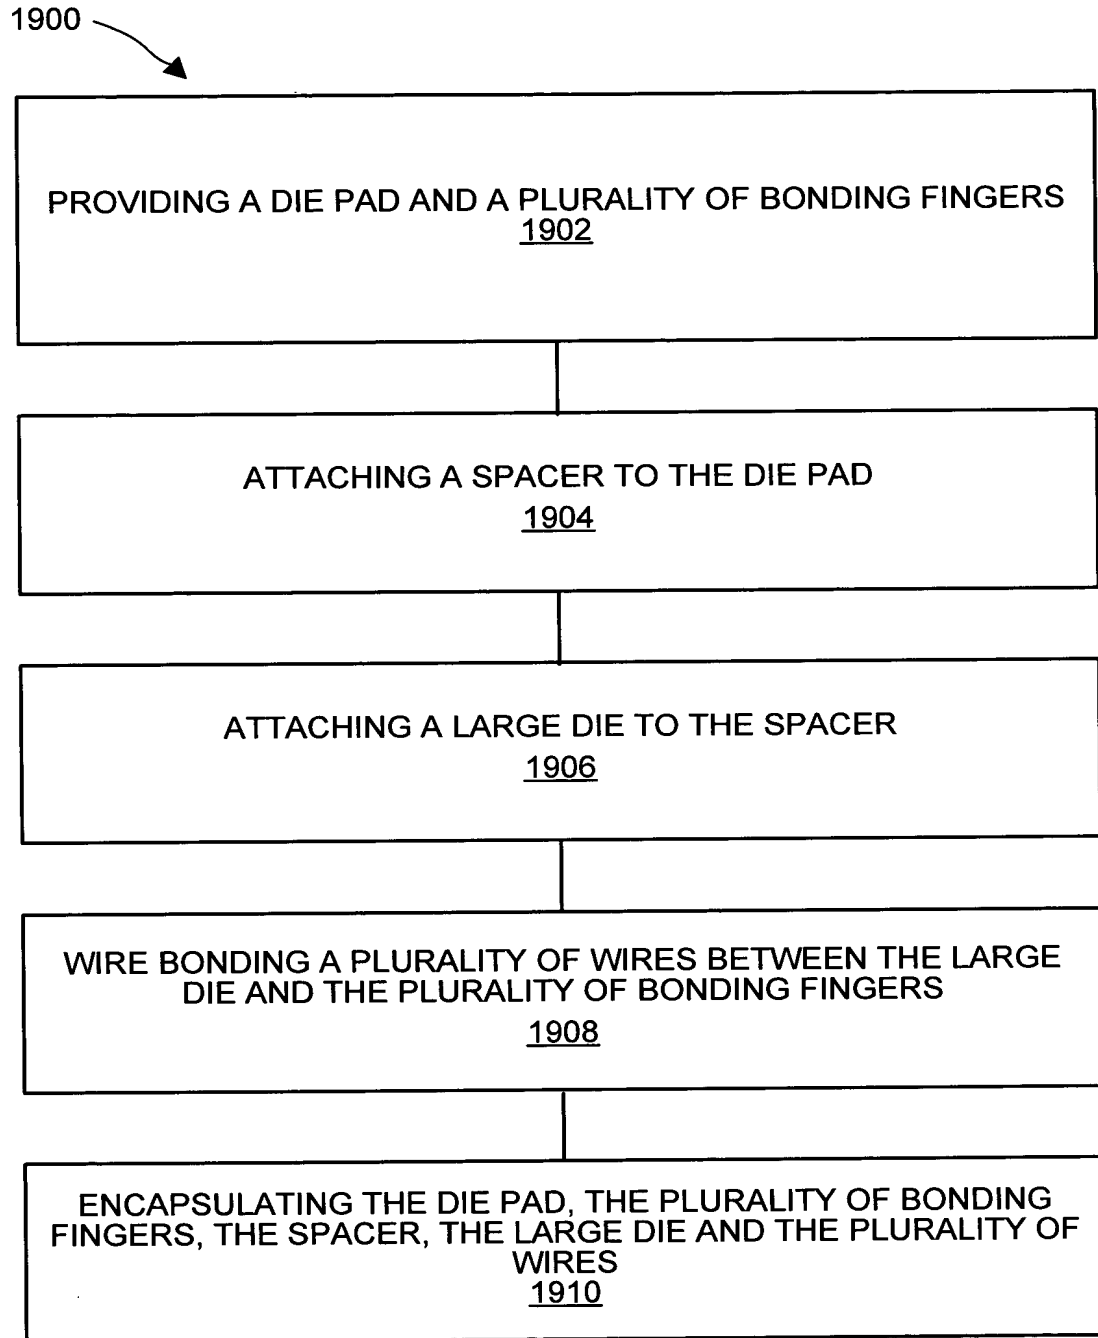 1900
PROVIDING A DIE PAD AND A PLURALITY OF BONDING FINGERS
1902
ATTACHING A SPACER TO THE DIE PAD
1904
ATTACHING A LARGE DIE TO THE SPACER
1906
WIRE BONDING A PLURALITY OF WIRES BETWEEN THE LARGE
DIE AND THE PLURALITY OF BONDING FINGERS
1908
ENCAPSULATING THE DIE PAD, THE PLURALITY OF BONDING
FINGERS, THE SPACER, THE LARGE DIE AND THE PLURALITY OF
WIRES
1910